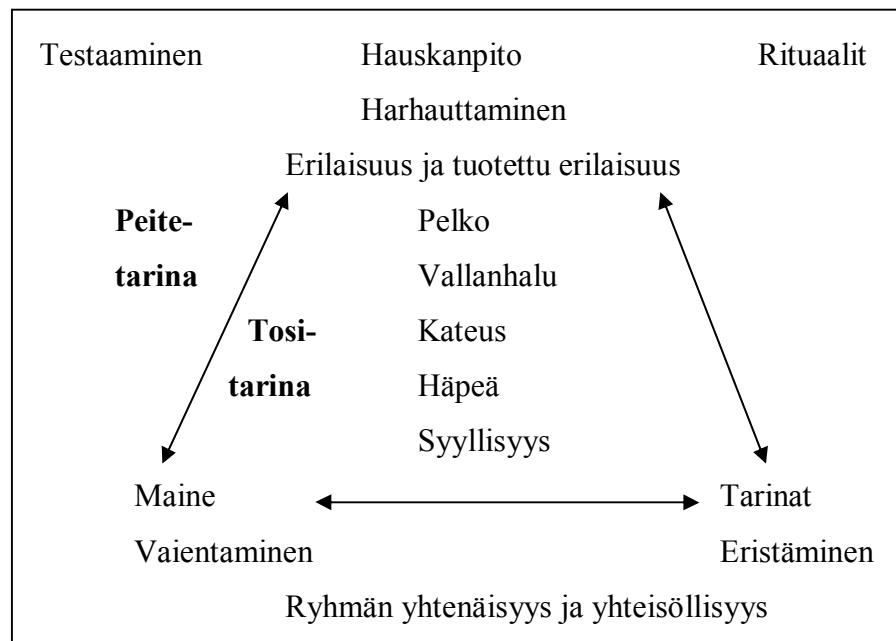 Testaaminen Hauskanpito Rituaalit
Harhauttaminen
Erilaisuus ja tuotettu erilaisuus
Peite- Pelko
tarina Vallanhalu
Tosi- Kateus
tarina Häpeä
Syyllisyys
Maine Tarinat
Vaientaminen Eristäminen
Ryhmän yhtenäisyys ja yhteisöllisyys